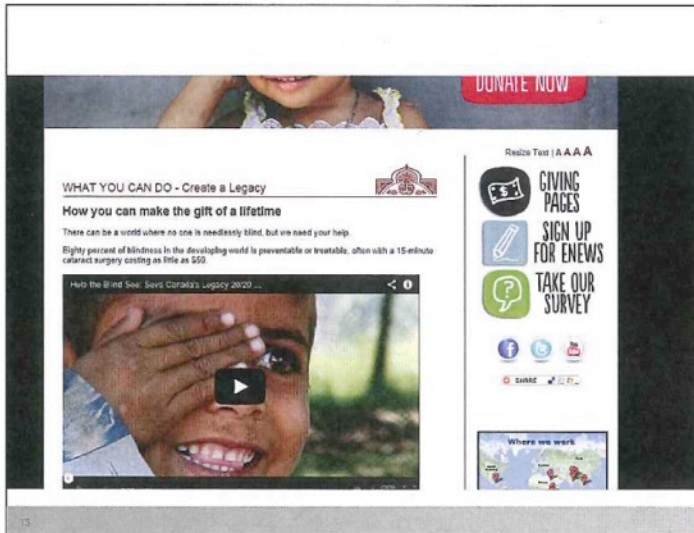 DONATE NOW
Resize Text | A A A A
WHAT YOU CAN DO - Create a Legacy
How you can make the gift of a lifetime
There can be a world where no one is needlessly blind, but we need your help.
Eighty percent of blindness in the developing world is preventable or treatable, often with a 15-minute
cataract surgery costing as little as $50.
Help the Blind See: Seva Canada's Legacy 20/20 ...
GIVING
PAGES
SIGN UP
FOR ENEWS
TAKE OUR
SURVEY
You
Tube
SHARE
Where we work
13